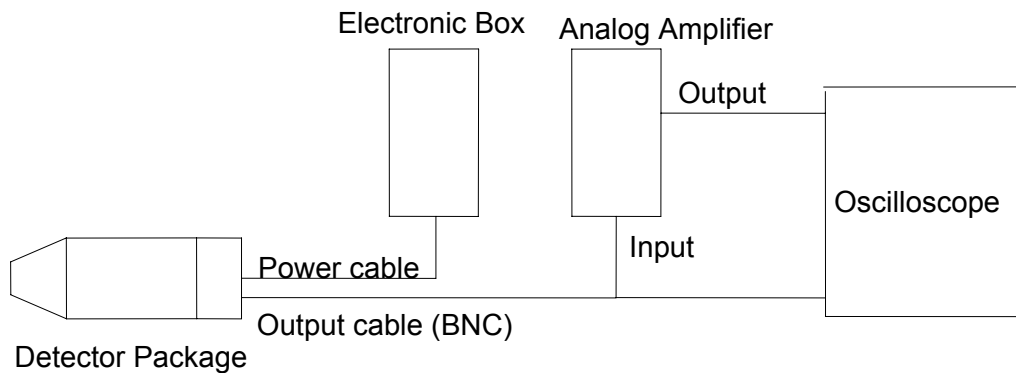 Electronic Box
Analog Amplifier
Output
Oscilloscope
Input
Power cable
Output cable (BNC)
Detector Package